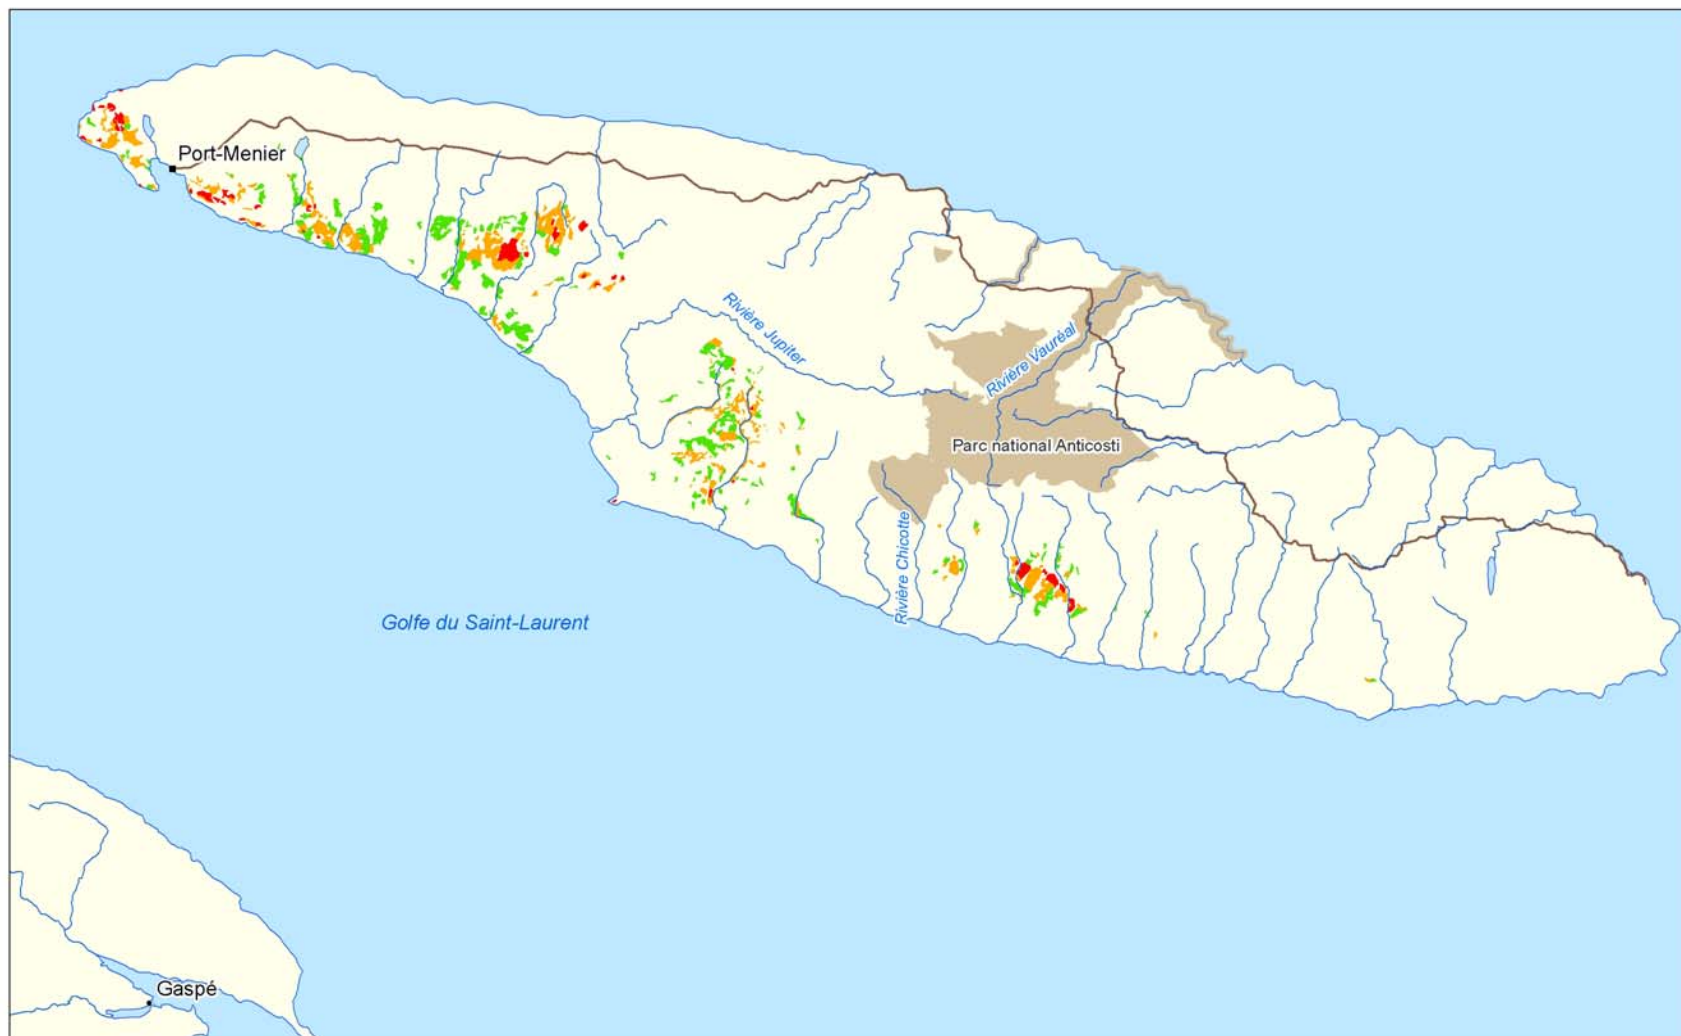 Port-Menier
Rivière Jupiter
Rivière Vauréal
Parc national Anticosti
Rivière Chicotte
Golfe du Saint-Laurent
Gaspé